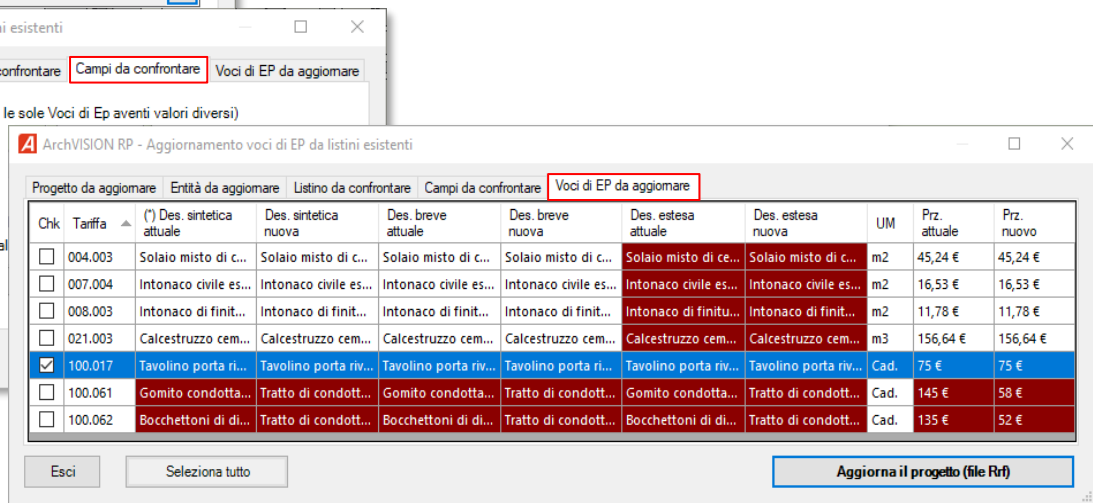 ni esistenti
confrontare Campi da confrontare Voci di EP da aggiornare
le sole Voci di Ep aventi valori diversi)
ArchVISION RP - Aggiornamento voci di EP da listini esistenti
Progetto da aggiornare Entità da aggiornare Listino da confrontare Campi da confrontare Voci di EP da aggiornare
Chk Tariffa (*) Des. sintetica attuale Des. sintetica nuova Des. breve attuale Des. breve nuova Des. estesa attuale Des. estesa nuova UM Prz. attuale Prz. nuovo
004.003 Solaio misto di c... Solaio misto di c... Solaio misto di c... Solaio misto di c... Solaio misto di ce... Solaio misto di c... m2 45,24 € 45,24 €
007.004 Intonaco civile es... Intonaco civile es... Intonaco civile es... Intonaco civile es... Intonaco civile es... Intonaco civile es... m2 16,53 € 16,53 €
008.003 Intonaco di finit... Intonaco di finit... Intonaco di finit... Intonaco di finit... Intonaco di finitu... Intonaco di finit... m2 11,78 € 11,78 €
021.003 Calcestruzzo cem... Calcestruzzo cem... Calcestruzzo cem... Calcestruzzo cem... Calcestruzzo cem... Calcestruzzo cem... m3 156,64 € 156,64 €
100.017 Tavolino porta ri... Tavolino porta riv... Tavolino porta riv... Tavolino porta ri... Tavolino porta riv... Tavolino porta riv... Cad. 75 € 75 €
100.061 Gomito condotta... Tratto di condott... Gomito condotta... Tratto di condott... Gomito condotta... Tratto di condott... Cad. 145 € 58 €
100.062 Bocchettoni di di... Tratto di condott... Bocchettoni di di... Tratto di condott... Bocchettoni di di... Tratto di condott... Cad. 135 € 52 €
Esci Seleziona tutto Aggiorna il progetto (file Rrf)